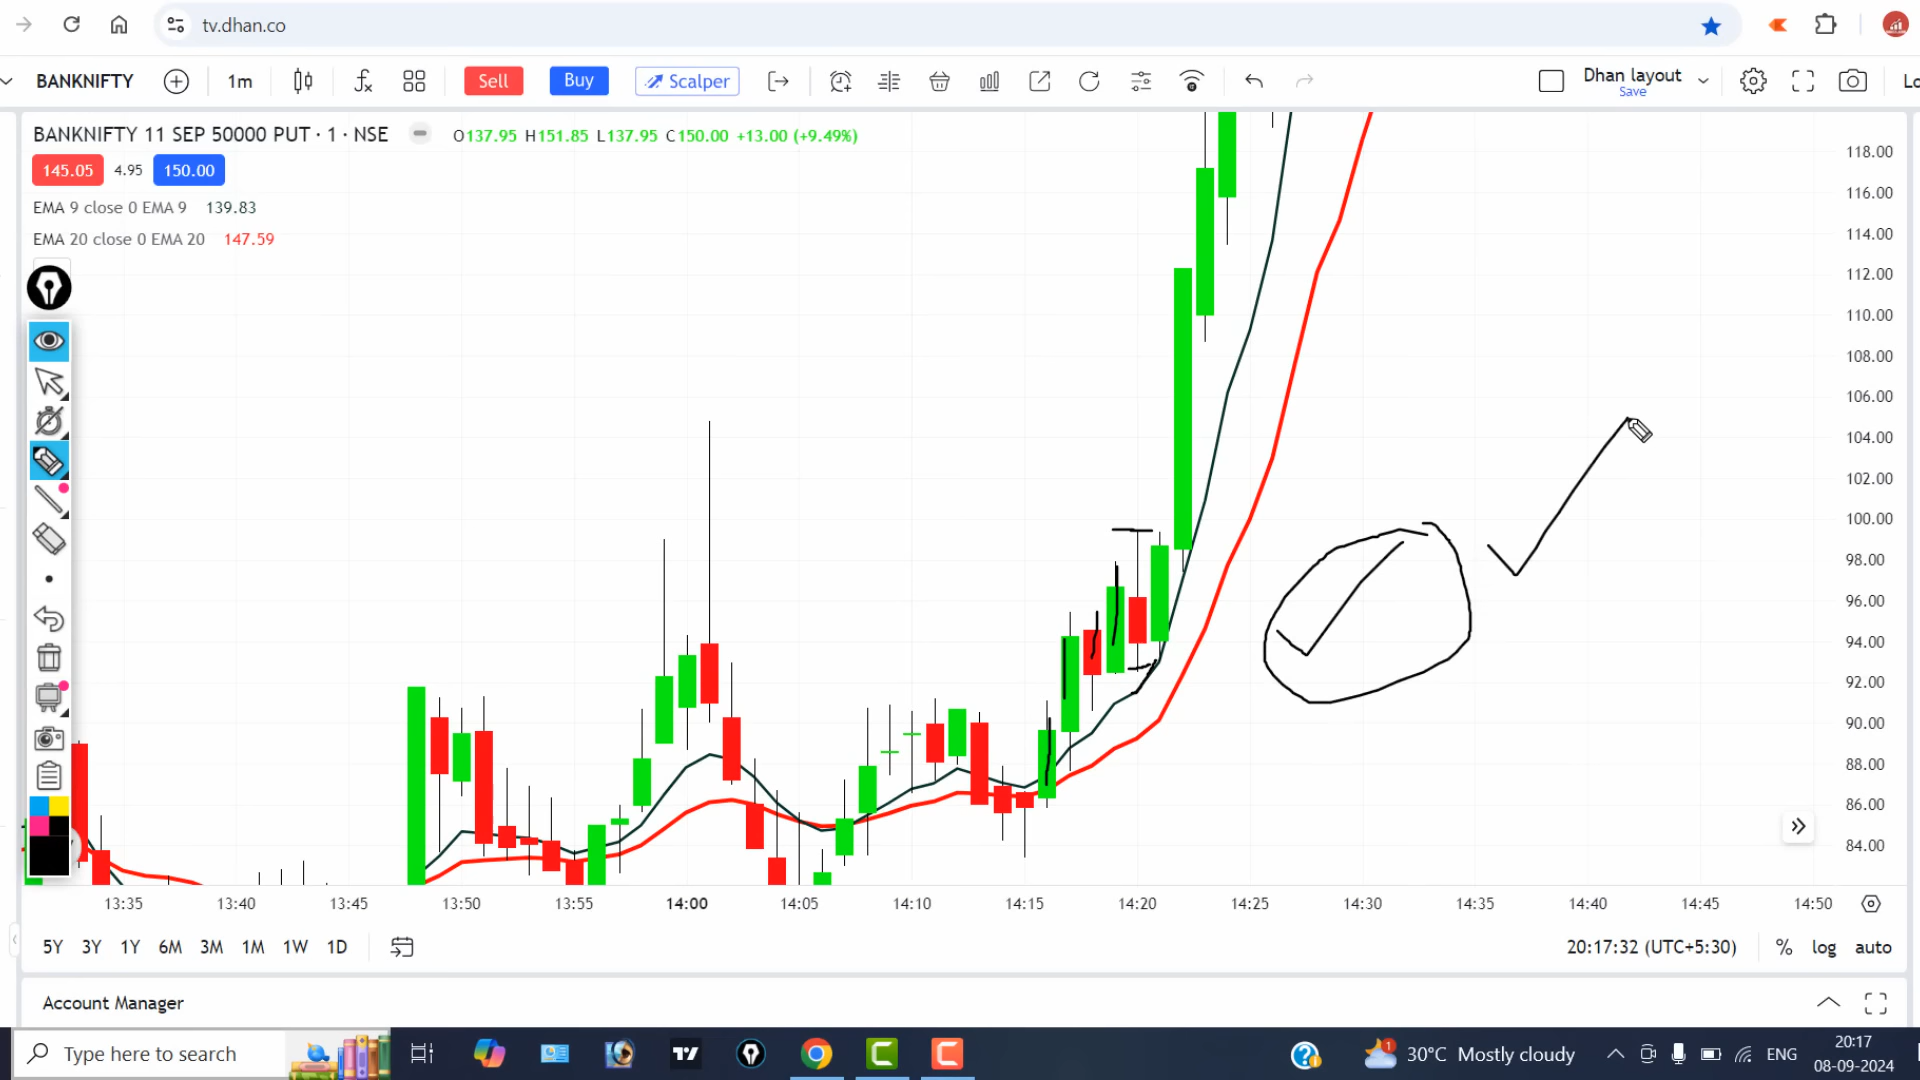 tv.dhan.co
BANKNIFTY 1m Sell Buy Scalper Dhan layout
Save
BANKNIFTY 11 SEP 50000 PUT · 1 · NSE O137.95 H151.85 L137.95 C150.00 +13.00 (+9.49%)
145.05 4.95 150.00
EMA 9 close 0 EMA 9 139.83
EMA 20 close 0 EMA 20 147.59
118.00
116.00
114.00
112.00
110.00
108.00
106.00
104.00
102.00
100.00
98.00
96.00
94.00
92.00
90.00
88.00
86.00
84.00
13:35 13:40 13:45 13:50 13:55 14:00 14:05 14:10 14:15 14:20 14:25 14:30 14:35 14:40 14:45 14:50
5Y 3Y 1Y 6M 3M 1M 1W 1D 20:17:32 (UTC+5:30) % log auto
Account Manager
Type here to search 1 30°C Mostly cloudy ENG 20:17
08-09-2024